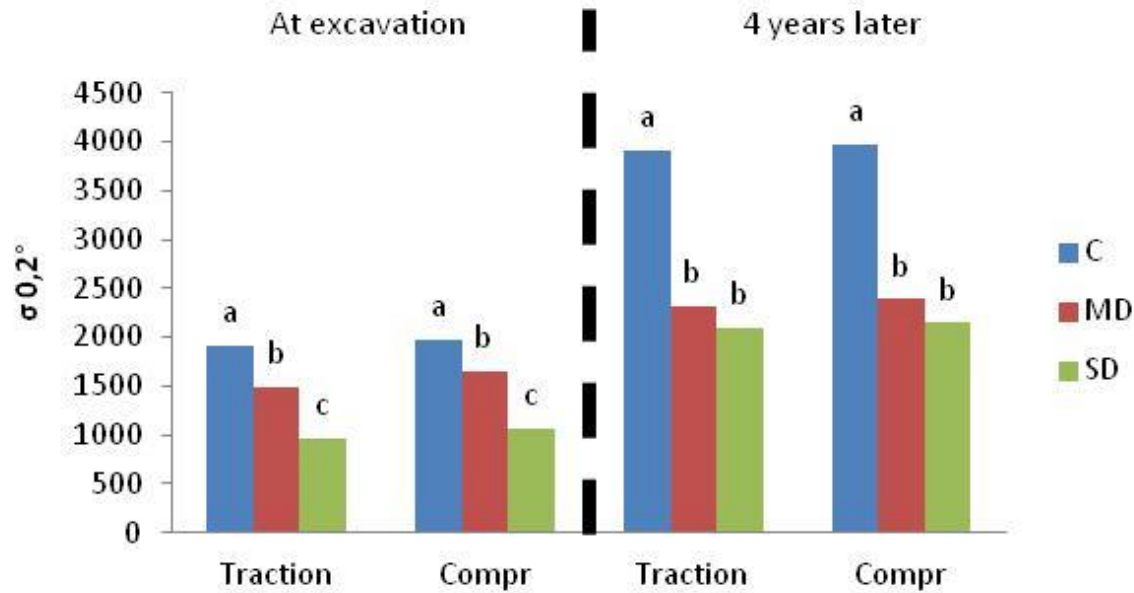 At excavation 4 years later
4500
4000
3500
3000
2500
2000
1500
1000
500
0
σ 0,2°
a b c
a b c
a b b
a b b
Traction Compr Traction Compr
C
MD
SD